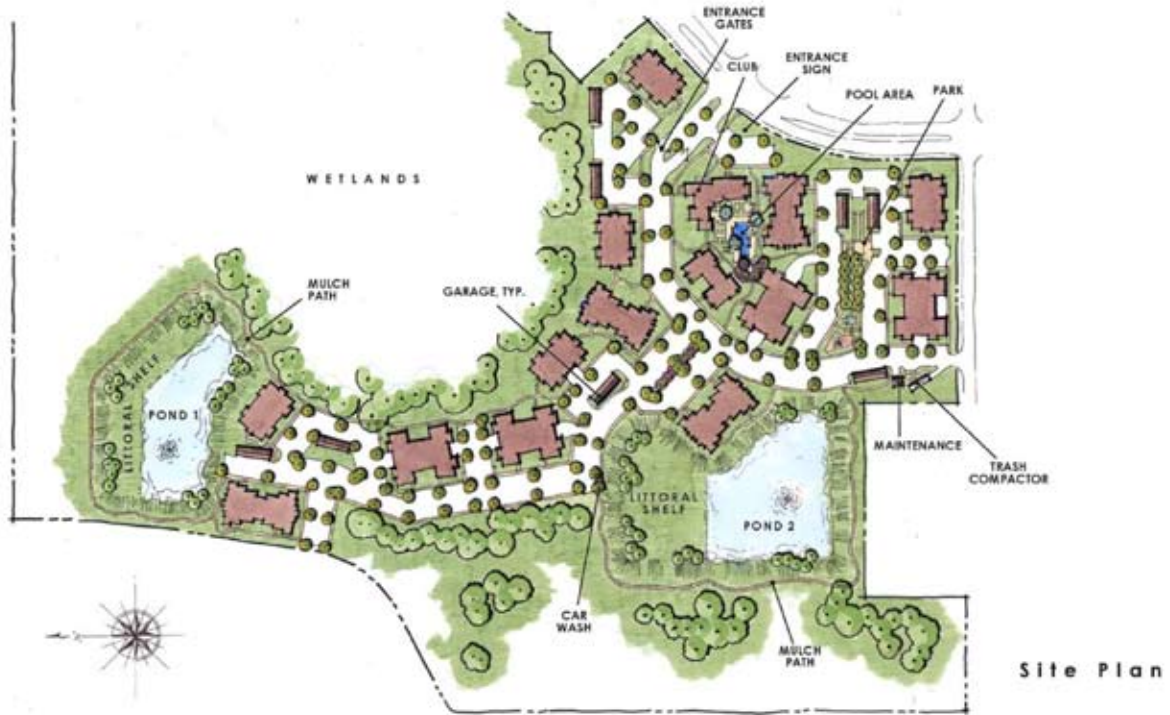 ENTRANCE
GATES
CLUB
ENTRANCE
SIGN
POOL AREA
PARK
WETLANDS
MULCH
PATH
GARAGE, TYP.
LITTORAL
SHELF
POND 1
MAINTENANCE
TRASH
COMPACTOR
LITTORAL
SHELF
POND 2
CAR
WASH
MULCH
PATH
Site Plan